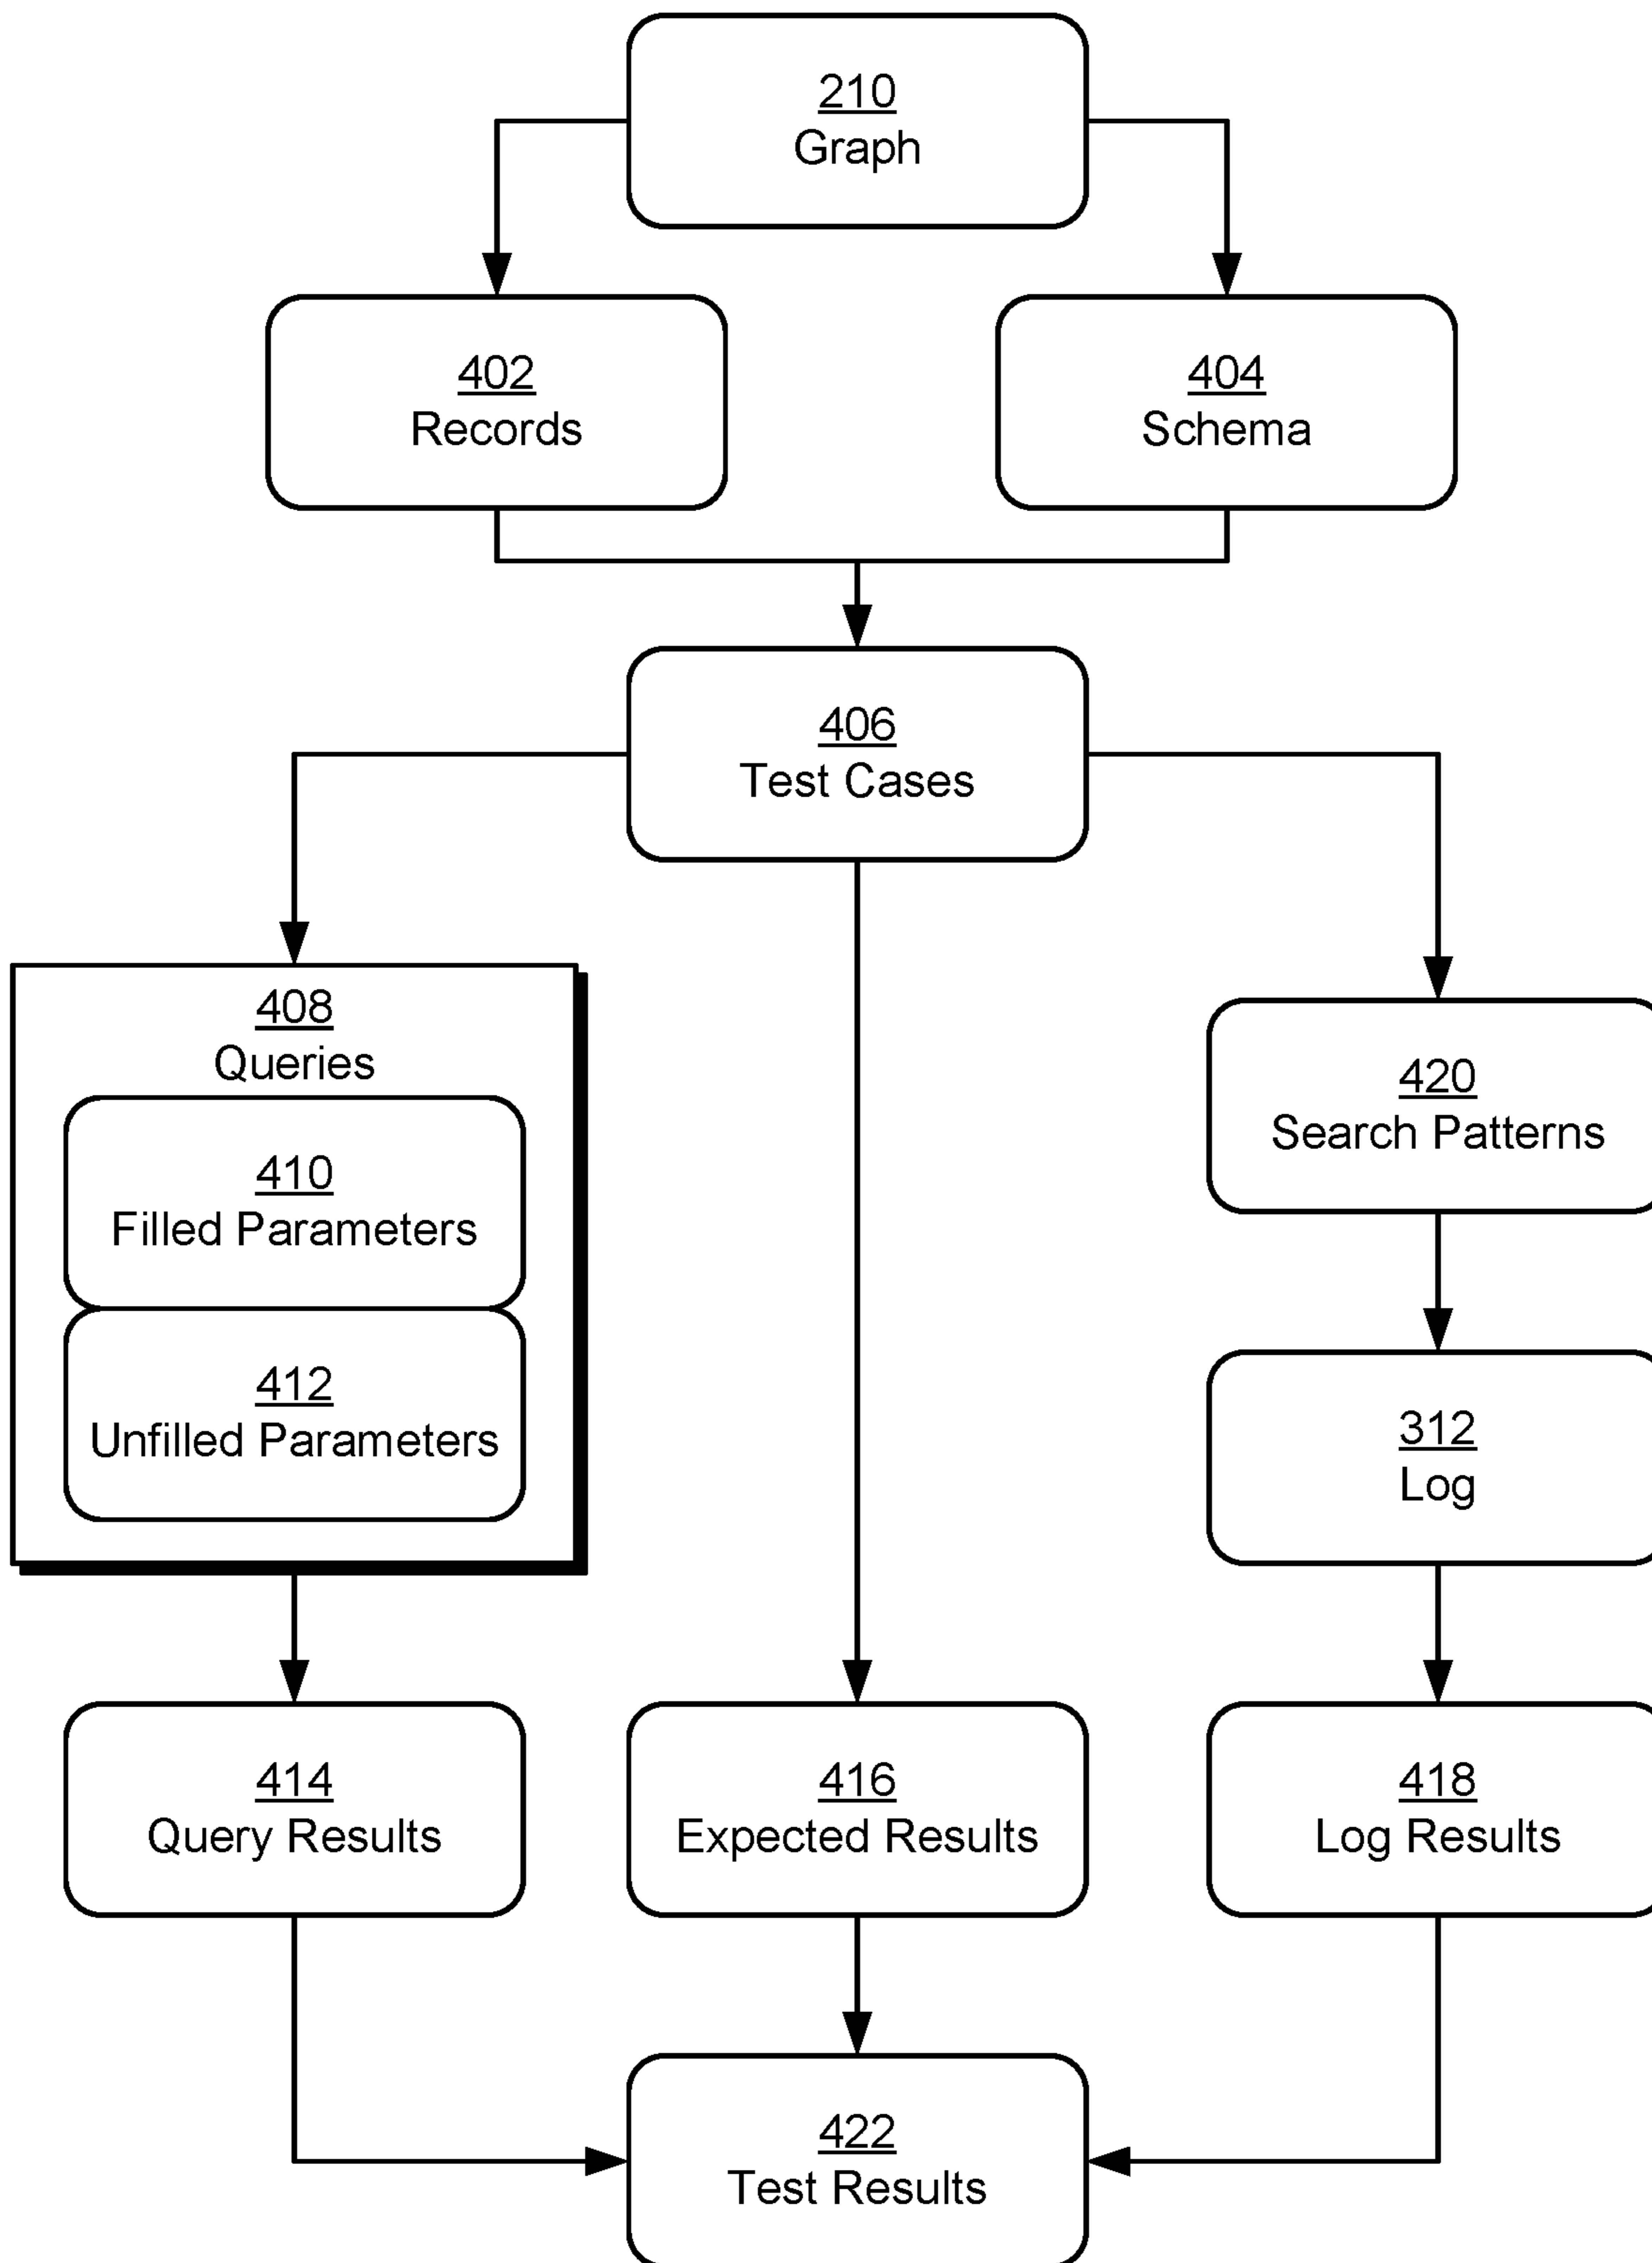 210
Graph
402
Records
404
Schema
406
Test Cases
408
Queries
410
Filled Parameters
412
Unfilled Parameters
420
Search Patterns
312
Log
414
Query Results
416
Expected Results
418
Log Results
422
Test Results